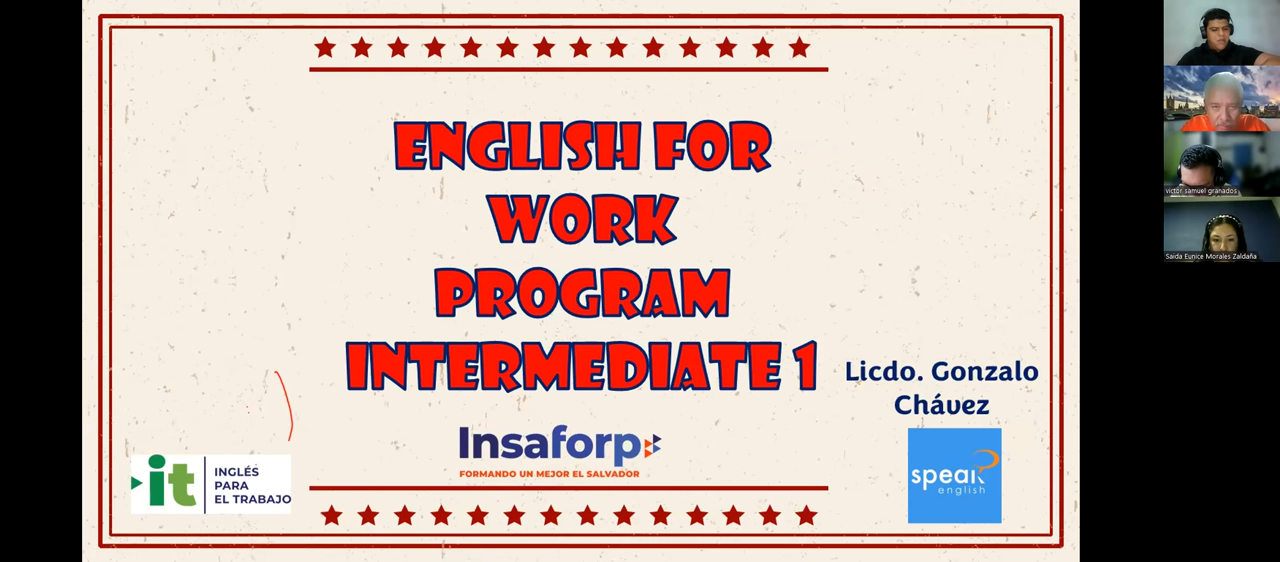 ENGLISH FOR
WORK
PROGRAM
INTERMEDIATE 1
Licdo. Gonzalo
Chávez
Insaforp
FORMANDO UN MEJOR EL SALVADOR
it
INGLÉS
PARA
EL TRABAJO
speak
english
victor samuel granados
Saida Eunice Morales Zaldaña